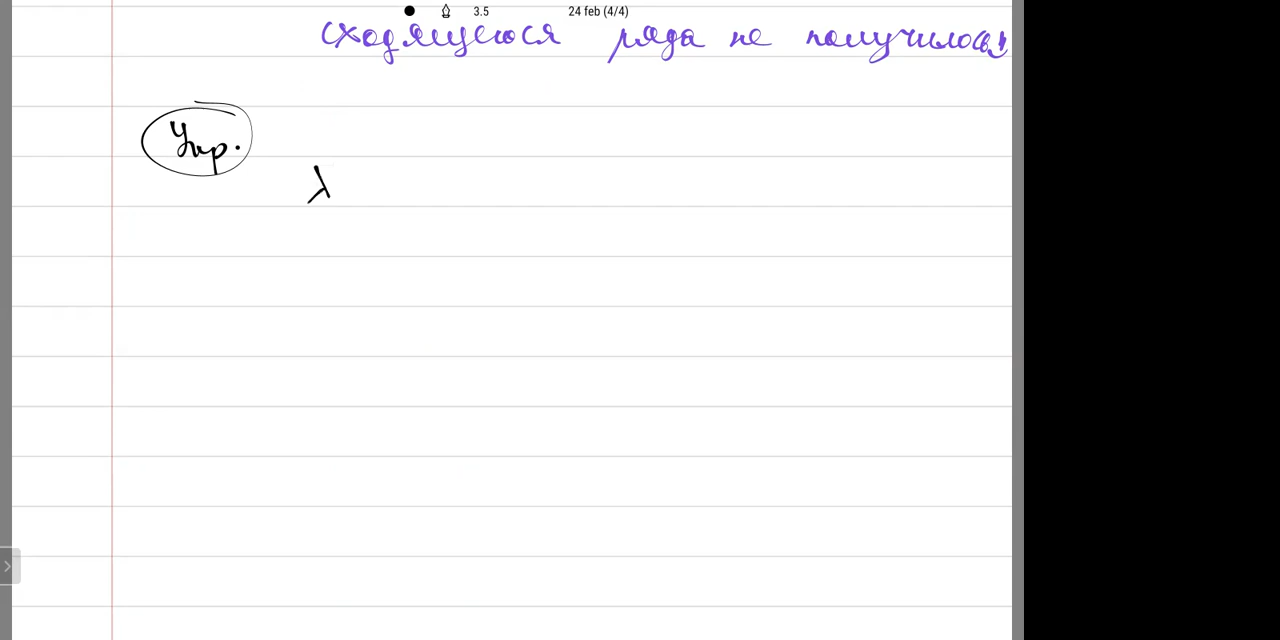 3.5 24 feb (4/4)
сходящегося ряда не получилось!
Упр.
λ